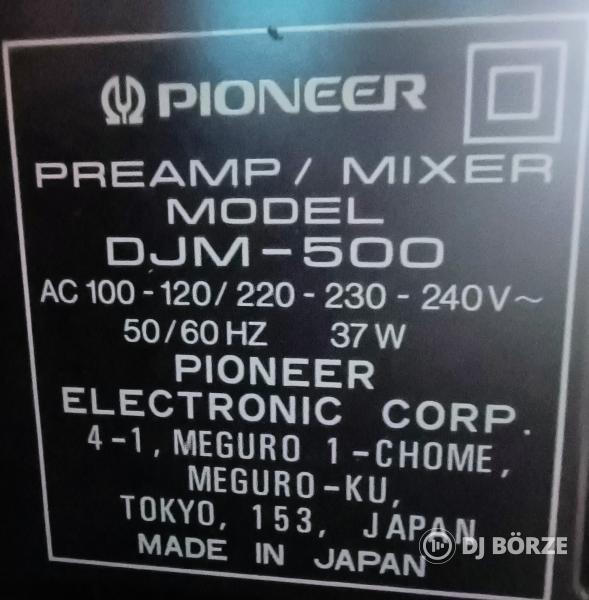 PIONEER
PREAMP/ MIXER
MODEL
DJM-500
AC 100-120/ 220-230-240V~
50/60 HZ 37 W
PIONEER
ELECTRONIC CORP.
4-1, MEGURO 1-CHOME,
MEGURO-KU,
TOKYO, 153, JAPAN
MADE IN JAPAN
DJ BÖRZE